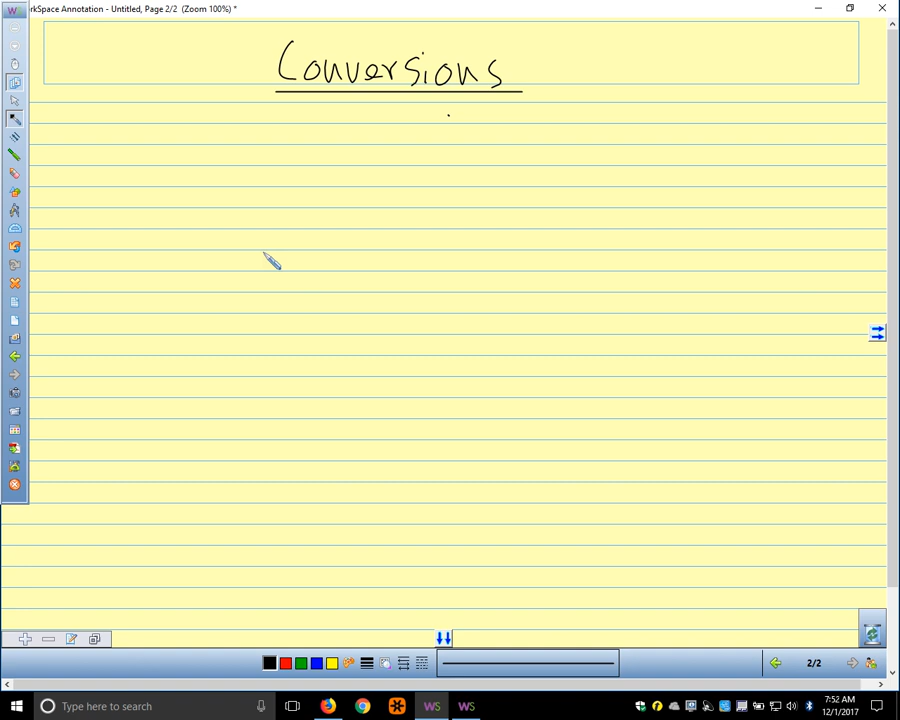 rkSpace Annotation - Untitled, Page 2/2 (Zoom 100%) *
Conversions
2/2
Type here to search
7:52 AM
12/1/2017